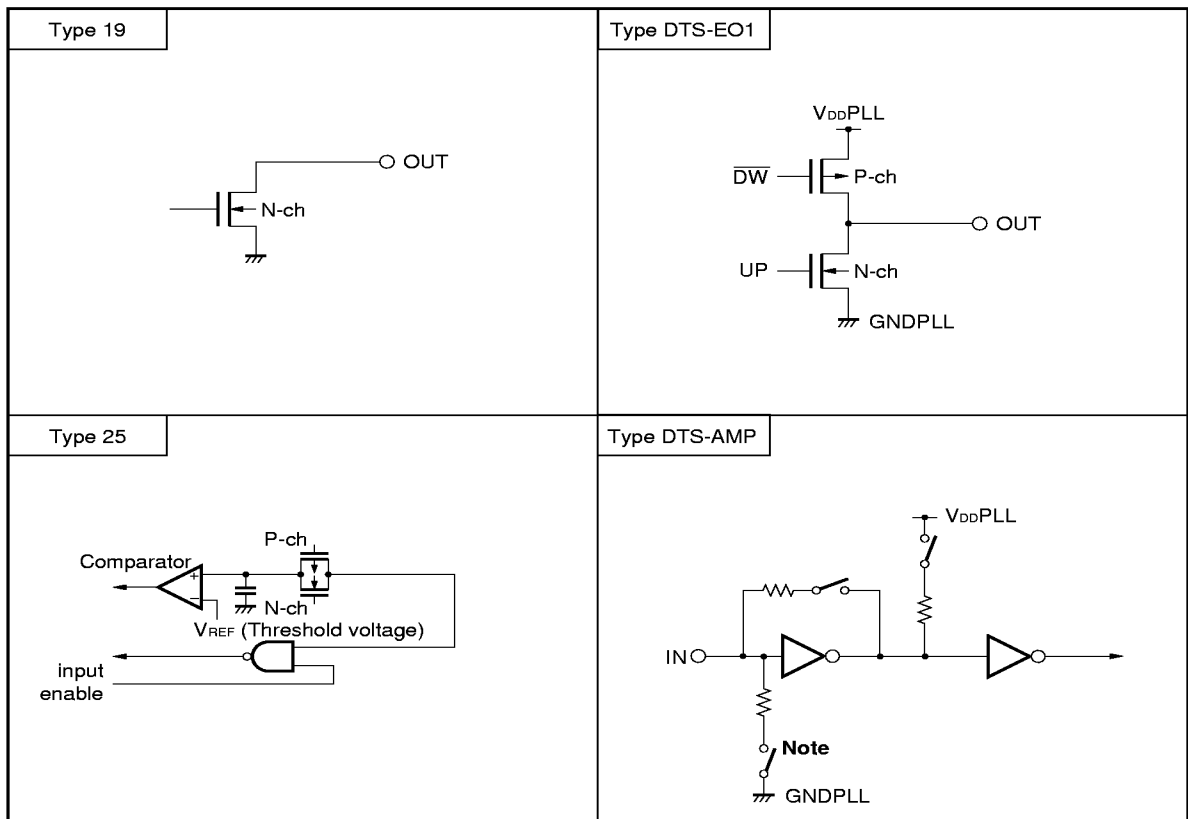 Type 19
OUT
N-ch
Type DTS-EO1
VDDPLL
DW
P-ch
OUT
UP
N-ch
GNDPLL
Type 25
P-ch
Comparator
+
−
N-ch
VREF (Threshold voltage)
input
enable
Type DTS-AMP
VDDPLL
IN
Note
GNDPLL